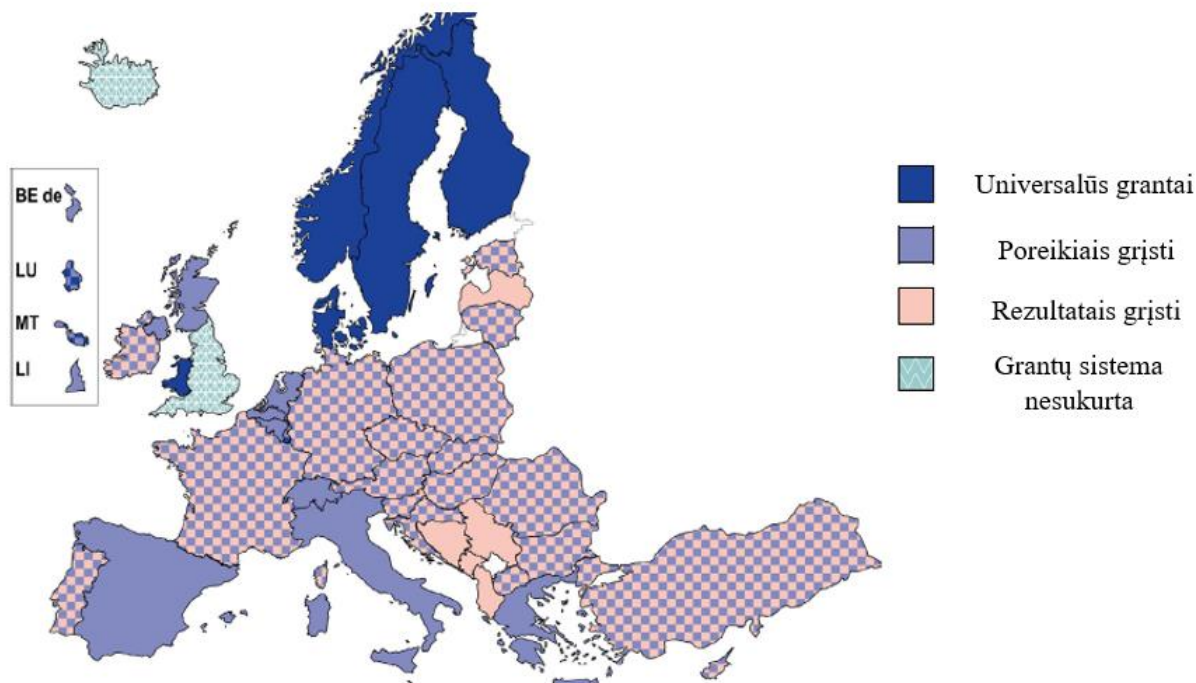 BE de
LU
MT
LI
Universalūs grantai
Poreikiais grįsti
Rezultatais grįsti
Grantų sistema
nesukurta